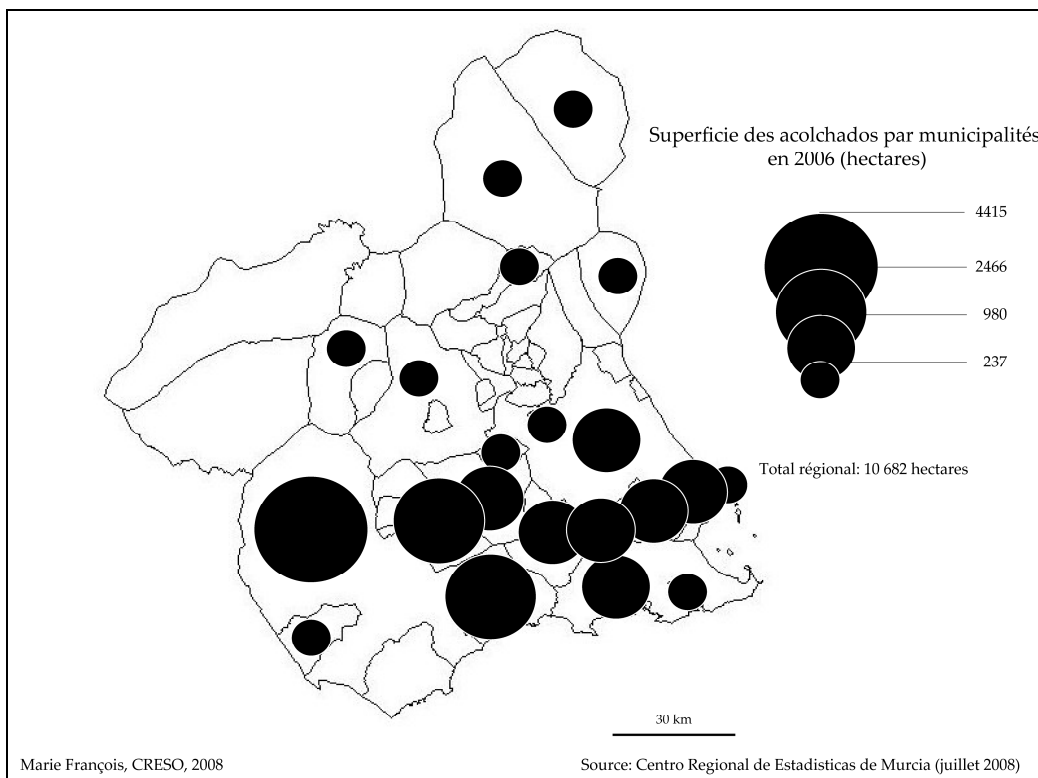 Superficie des acolchados par municipalités
en 2006 (hectares)
4415
2466
980
237
Total régional: 10 682 hectares
30 km
Marie François, CRESO, 2008
Source: Centro Regional de Estadisticas de Murcia (juillet 2008)